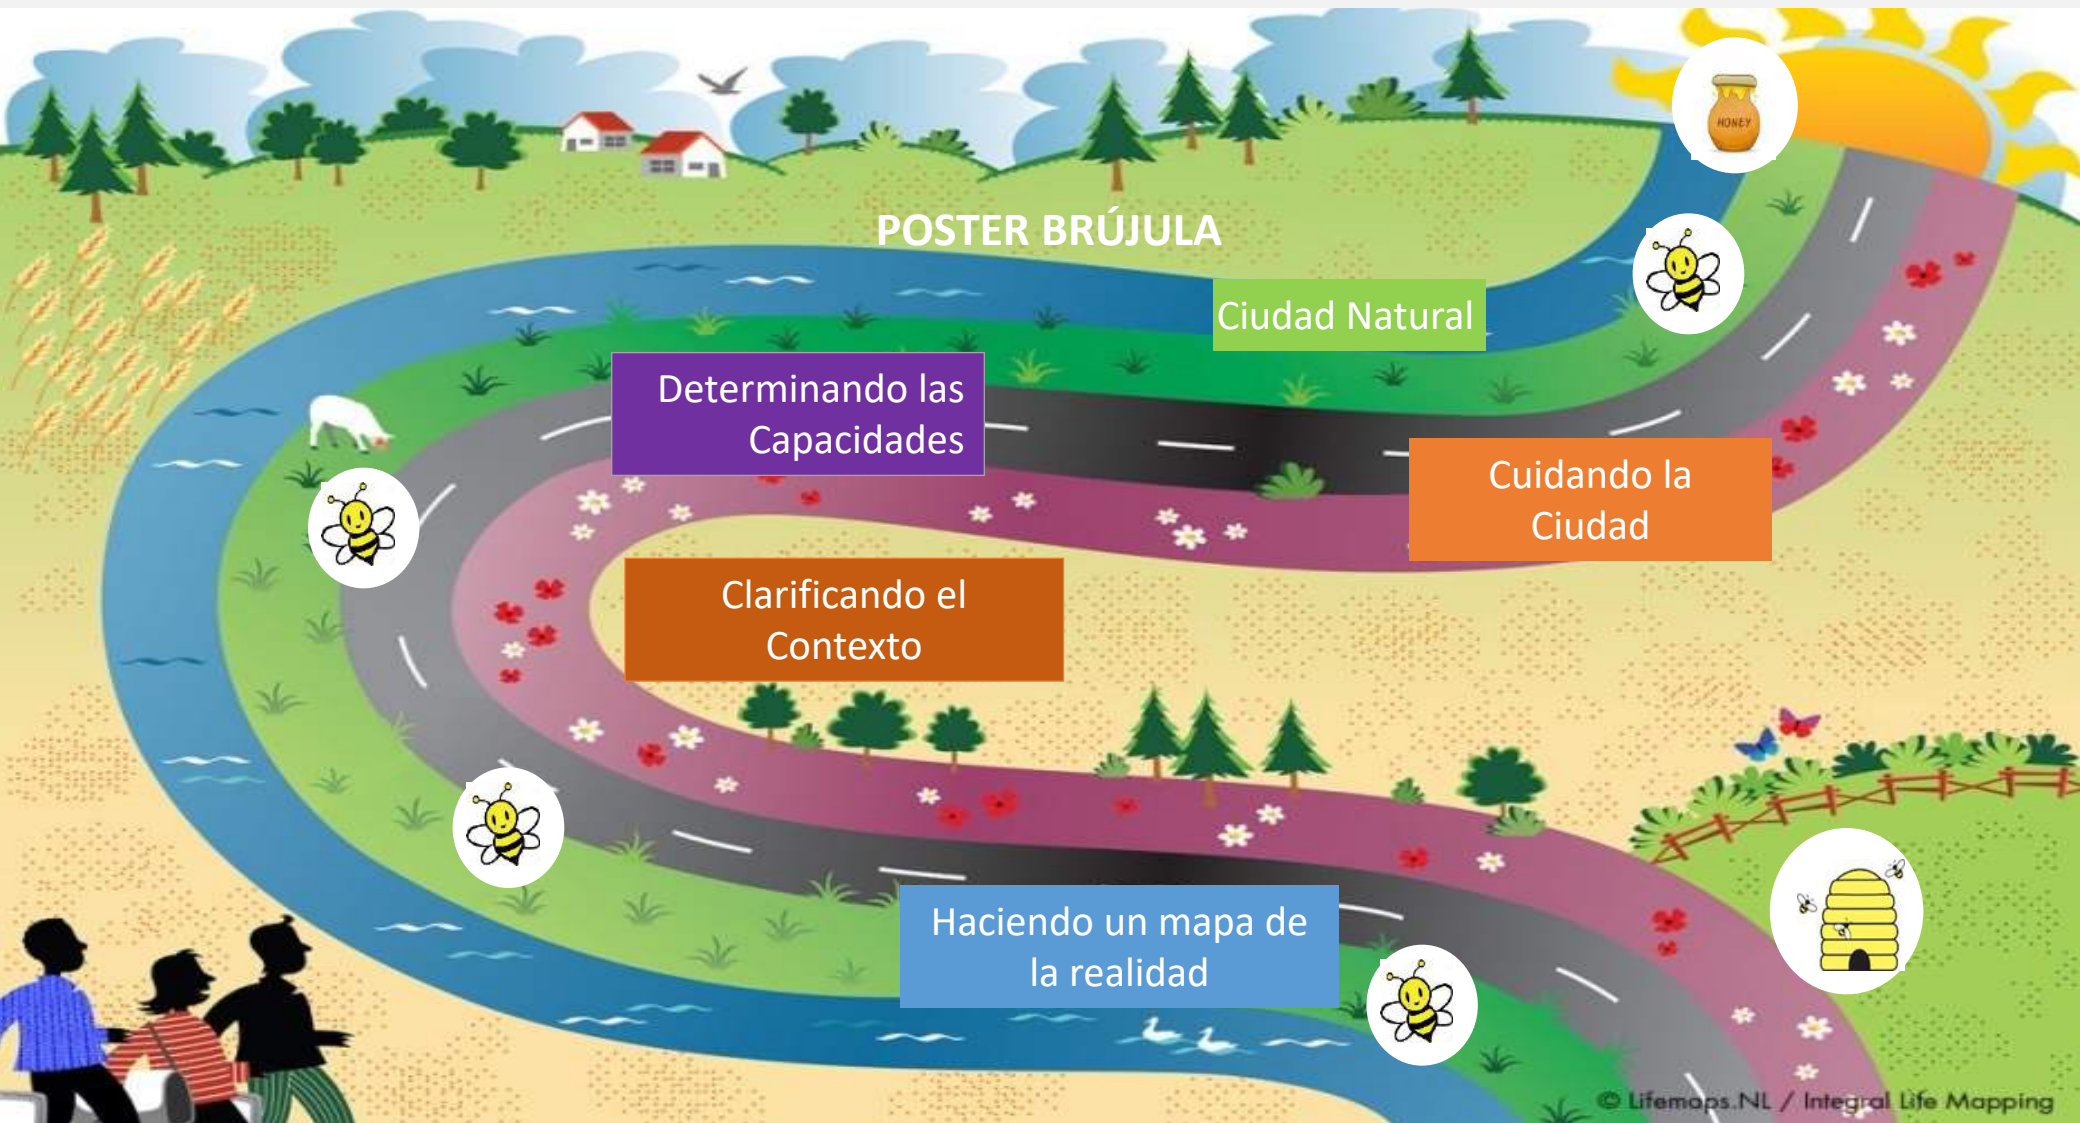 HONEY
POSTER BRÚJULA
Ciudad Natural
Determinando las
Capacidades
Cuidando la
Ciudad
Clarificando el
Contexto
Haciendo un mapa de
la realidad
© Lifemaps.NL / Integral Life Mapping